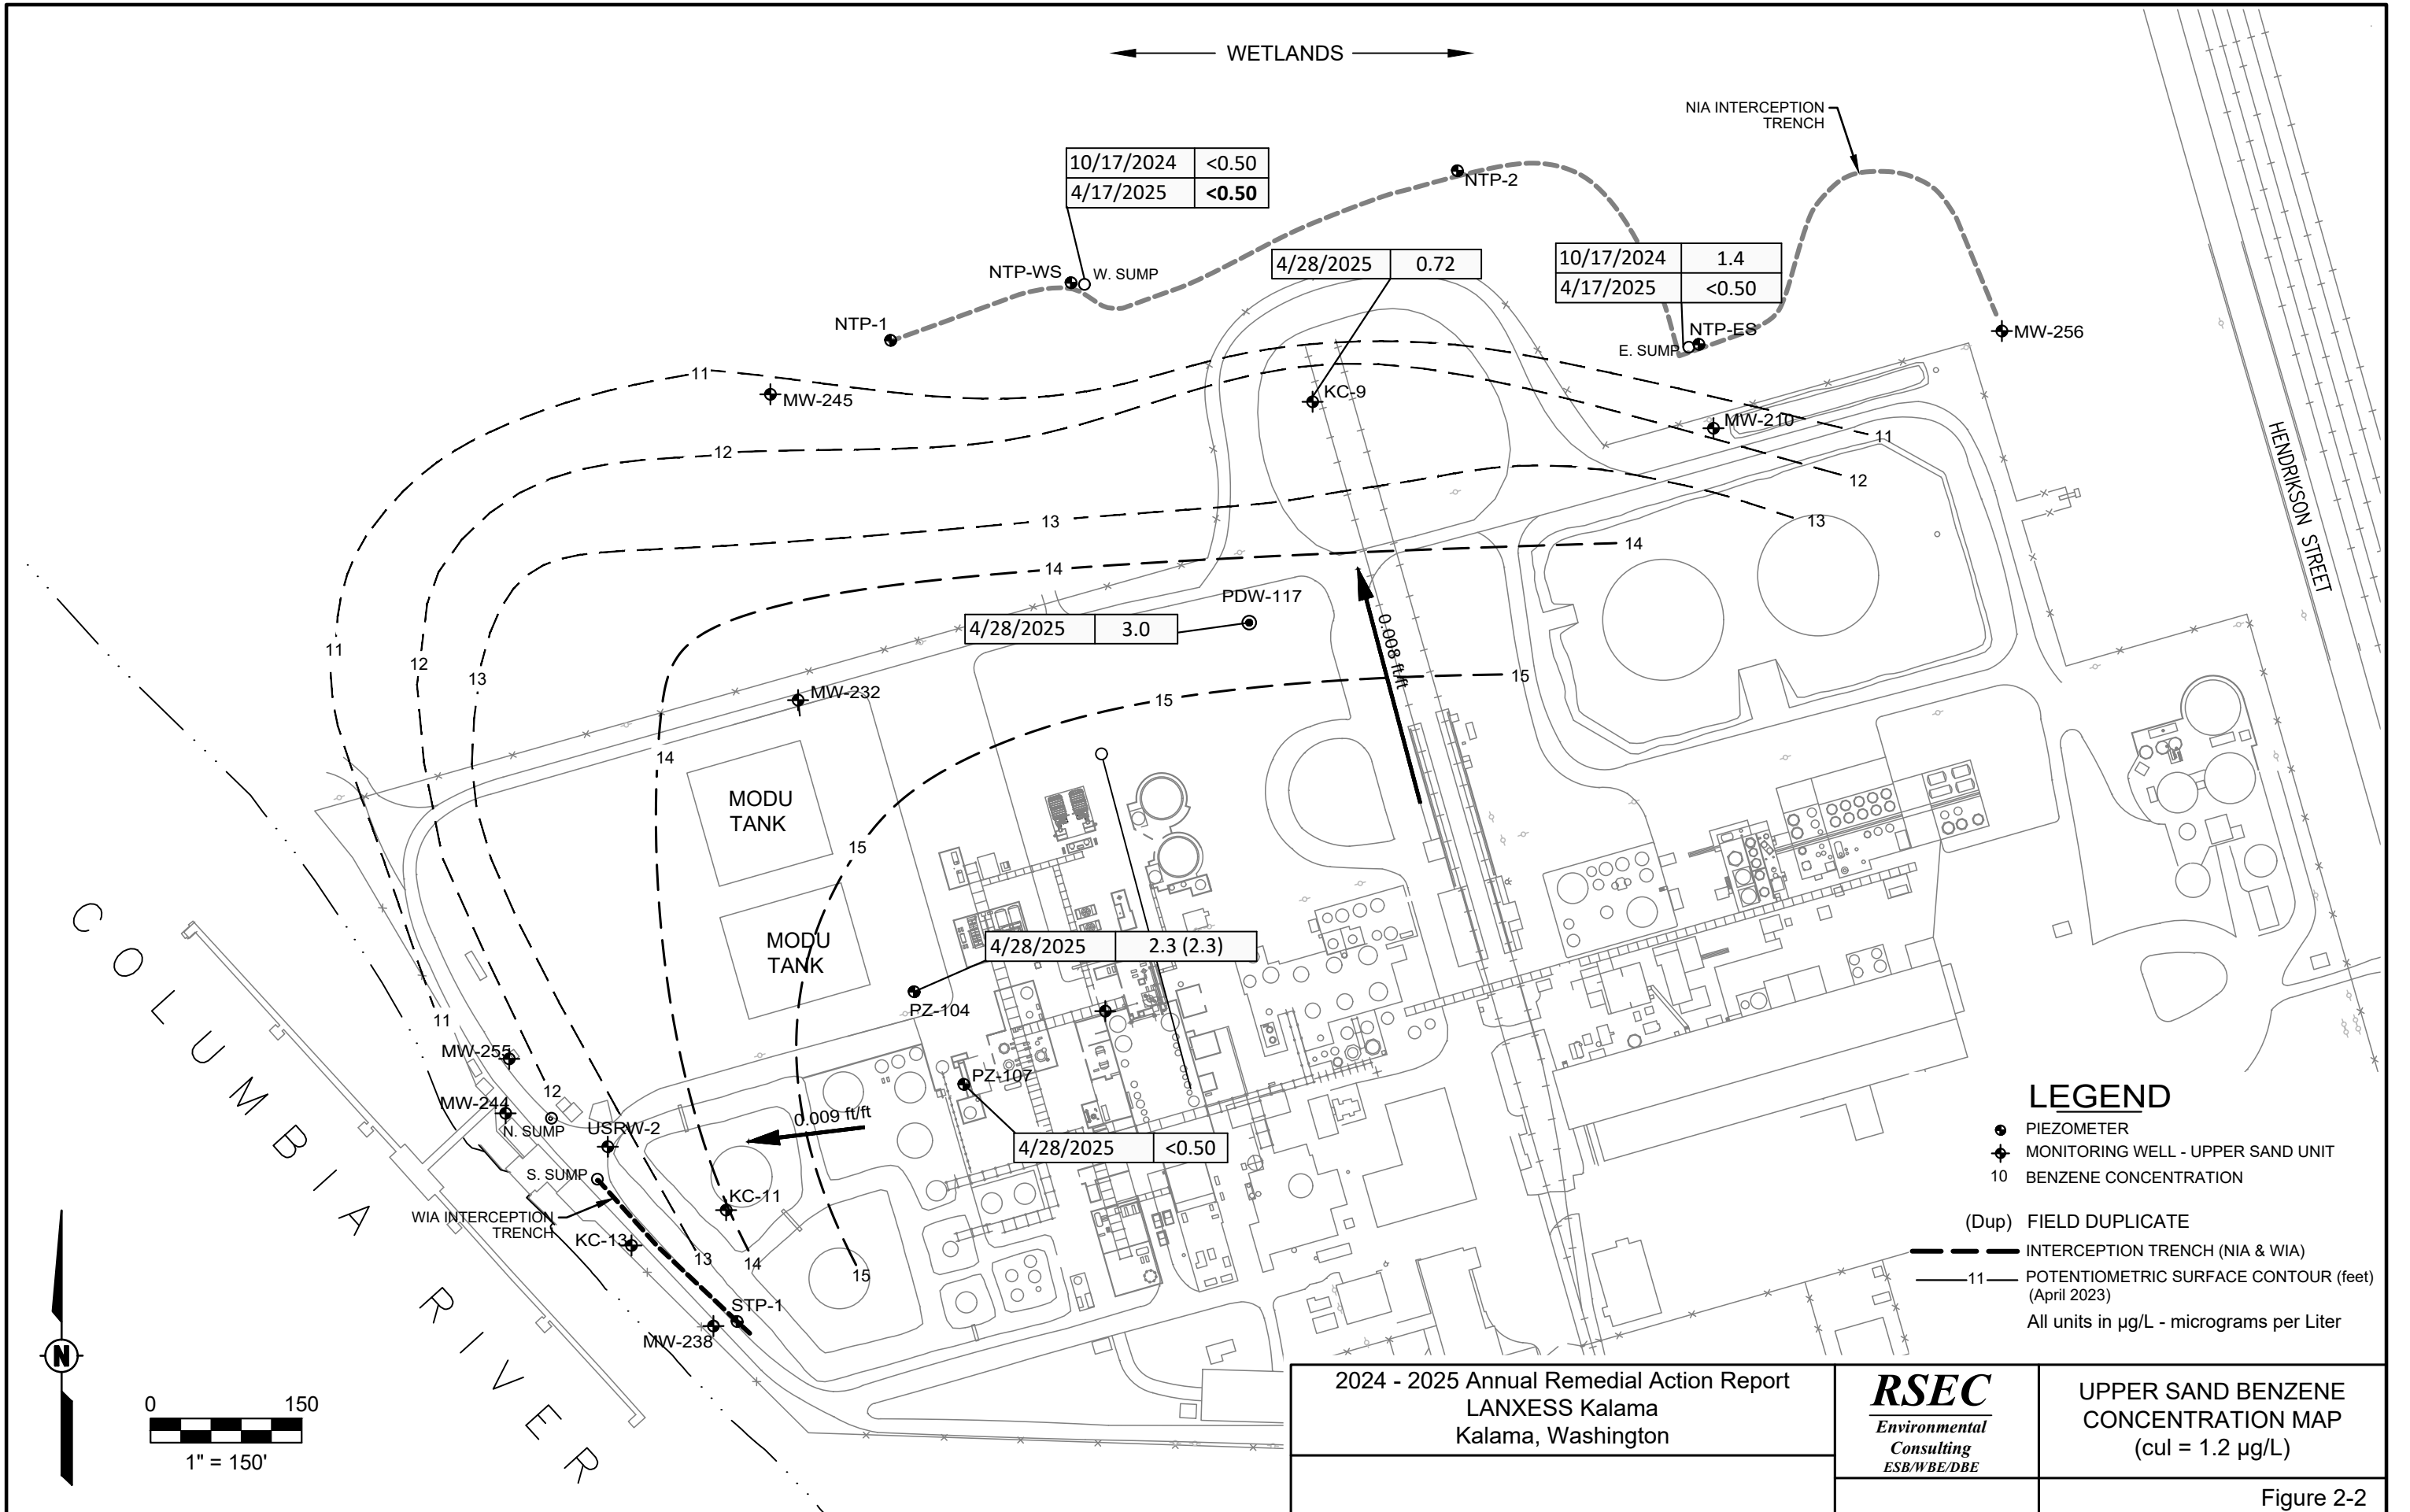 WETLANDS
NIA INTERCEPTION
TRENCH
10/17/2024 <0.50
4/17/2025 <0.50
NTP-2
NTP-WS
W. SUMP
4/28/2025 0.72
10/17/2024 1.4
4/17/2025 <0.50
NTP-1
NTP-ES
E. SUMP
MW-256
11
MW-245
KC-9
MW-210
11
12
12
13
13
HENDRIKSON STREET
14
14
PDW-117
4/28/2025 3.0
0.008 ft/ft
11
12
13
15
15
MW-232
14
MODU
TANK
15
MODU
TANK
4/28/2025 2.3 (2.3)
PZ-104
COLUMBIA RIVER
11
MW-255
PZ-107
12
MW-244
N. SUMP
USRW-2
0.009 ft/ft
4/28/2025 <0.50
S. SUMP
KC-11
WIA INTERCEPTION
TRENCH
KC-13
13
14
15
STP-1
MW-238
LEGEND
PIEZOMETER
MONITORING WELL - UPPER SAND UNIT
10 BENZENE CONCENTRATION
(Dup) FIELD DUPLICATE
INTERCEPTION TRENCH (NIA & WIA)
11 POTENTIOMETRIC SURFACE CONTOUR (feet)
(April 2023)
All units in µg/L - micrograms per Liter
N
0 150
1" = 150'
2024 - 2025 Annual Remedial Action Report
LANXESS Kalama
Kalama, Washington
RSEC
Environmental
Consulting
ESB/WBE/DBE
UPPER SAND BENZENE
CONCENTRATION MAP
(cul = 1.2 µg/L)
Figure 2-2